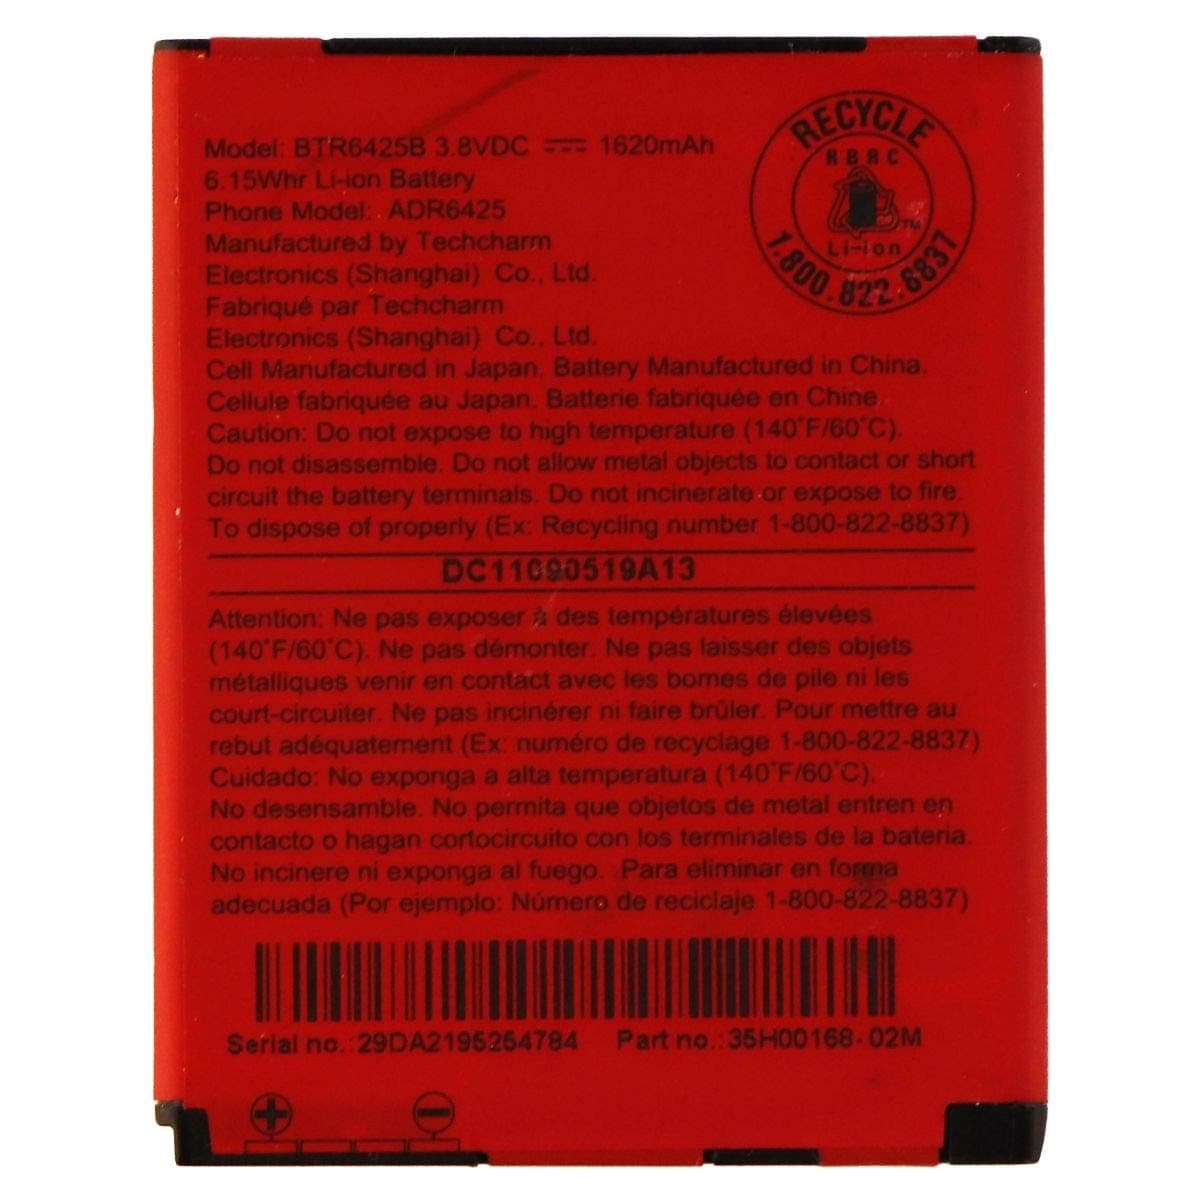 Model: BTR6425B 3.8VDC 1620mAh
6.15Whr Li-ion Battery
Phone Model: ADR6425
Manufactured by Techcharm
Electronics (Shanghai) Co., Ltd.
Fabriqué par Techcharm
Electronics (Shanghai) Co., Ltd.
Cell Manufactured in Japan. Battery Manufactured in China.
Cellule fabriquée au Japan. Batterie fabriquée en Chine.
Caution: Do not expose to high temperature (140°F/60°C).
Do not disassemble. Do not allow metal objects to contact or short
circuit the battery terminals. Do not incinerate or expose to fire.
To dispose of properly (Ex: Recycling number 1-800-822-8837)
RECYCLE
RBRC
TM
Li-ion
1.800.822.8837
DC11090519A13
Attention: Ne pas exposer à des températures élevées
(140°F/60°C). Ne pas démonter. Ne pas laisser des objets
métalliques venir en contact avec les bornes de pile ni les
court-circuiter. Ne pas incinérer ni faire brûler. Pour mettre au
rebut adéquatement (Ex: numéro de recyclage 1-800-822-8837)
Cuidado: No exponga a alta temperatura (140°F/60°C).
No desensamble. No permita que objetos de metal entren en
contacto o hagan cortocircuito con los terminales de la bateria.
No incinere ni exponga al fuego. Para eliminar en forma
adecuada (Por ejemplo: Número de reciclaje 1-800-822-8837)
Serial no.:29DA2195254784 Part no.:35H00168-02M
+ −